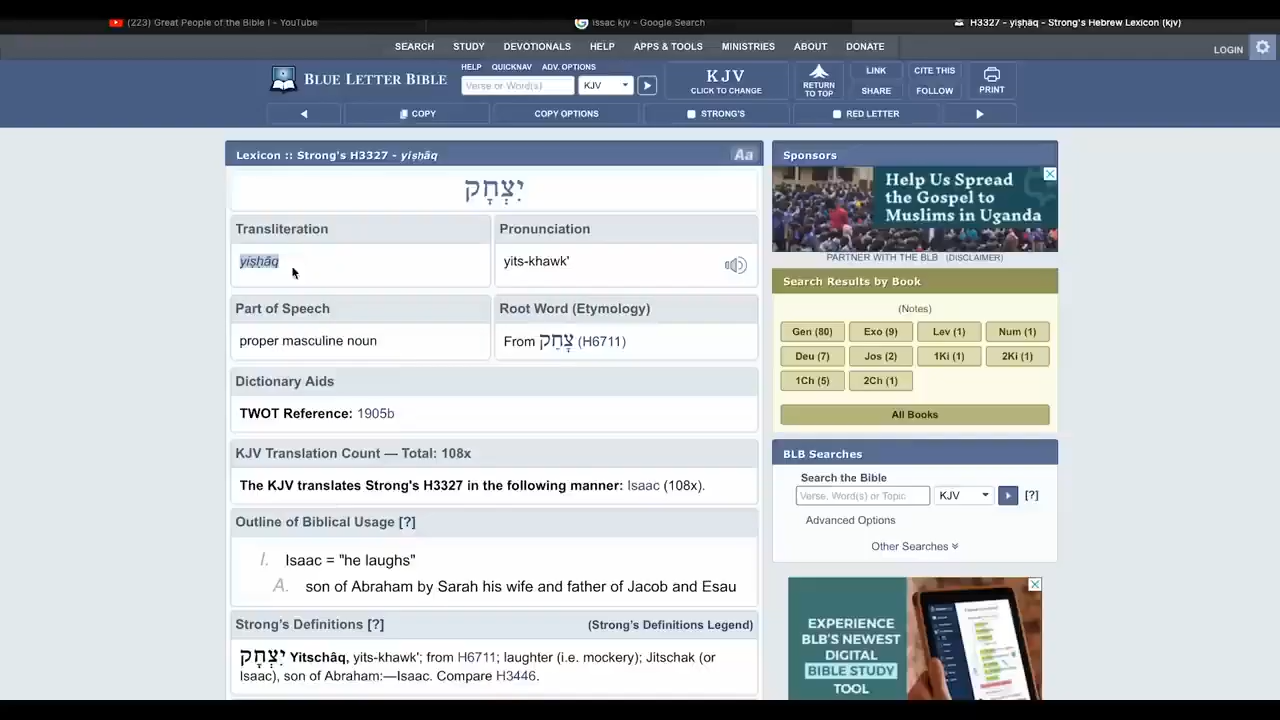 (223) Great People of the Bible I - YouTube
Issac kjv - Google Search
H3327 - yiṣḥāq - Strong's Hebrew Lexicon (kjv)
SEARCH STUDY DEVOTIONALS HELP APPS & TOOLS MINISTRIES ABOUT DONATE
LOGIN
BLUE LETTER BIBLE
HELP QUICKNAV ADV. OPTIONS
Verse or Word(s) KJV
KJV
CLICK TO CHANGE
RETURN
TO TOP
LINK
SHARE
CITE THIS
FOLLOW
PRINT
COPY COPY OPTIONS STRONG'S RED LETTER
Lexicon :: Strong's H3327 - yiṣḥāq Aa
יִצְחָק
Transliteration
yiṣḥāq
Pronunciation
yits-khawk'
Part of Speech
proper masculine noun
Root Word (Etymology)
From צָחַק (H6711)
Dictionary Aids
TWOT Reference: 1905b
KJV Translation Count — Total: 108x
The KJV translates Strong's H3327 in the following manner: Isaac (108x).
Outline of Biblical Usage [?]
I. Isaac = "he laughs"
A. son of Abraham by Sarah his wife and father of Jacob and Esau
Strong's Definitions [?] (Strong's Definitions Legend)
יִצְחָק Yitschâq, yits-khawk'; from H6711; laughter (i.e. mockery); Jitschak (or
Isaac), son of Abraham:—Isaac. Compare H3446.
Sponsors
Help Us Spread
the Gospel to
Muslims in Uganda
PARTNER WITH THE BLB (DISCLAIMER)
Search Results by Book
(Notes)
Gen (80) Exo (9) Lev (1) Num (1)
Deu (7) Jos (2) 1Ki (1) 2Ki (1)
1Ch (5) 2Ch (1)
All Books
BLB Searches
Search the Bible
Verse, Word(s) or Topic KJV [?]
Advanced Options
Other Searches
EXPERIENCE
BLB'S NEWEST
DIGITAL
BIBLE STUDY
TOOL